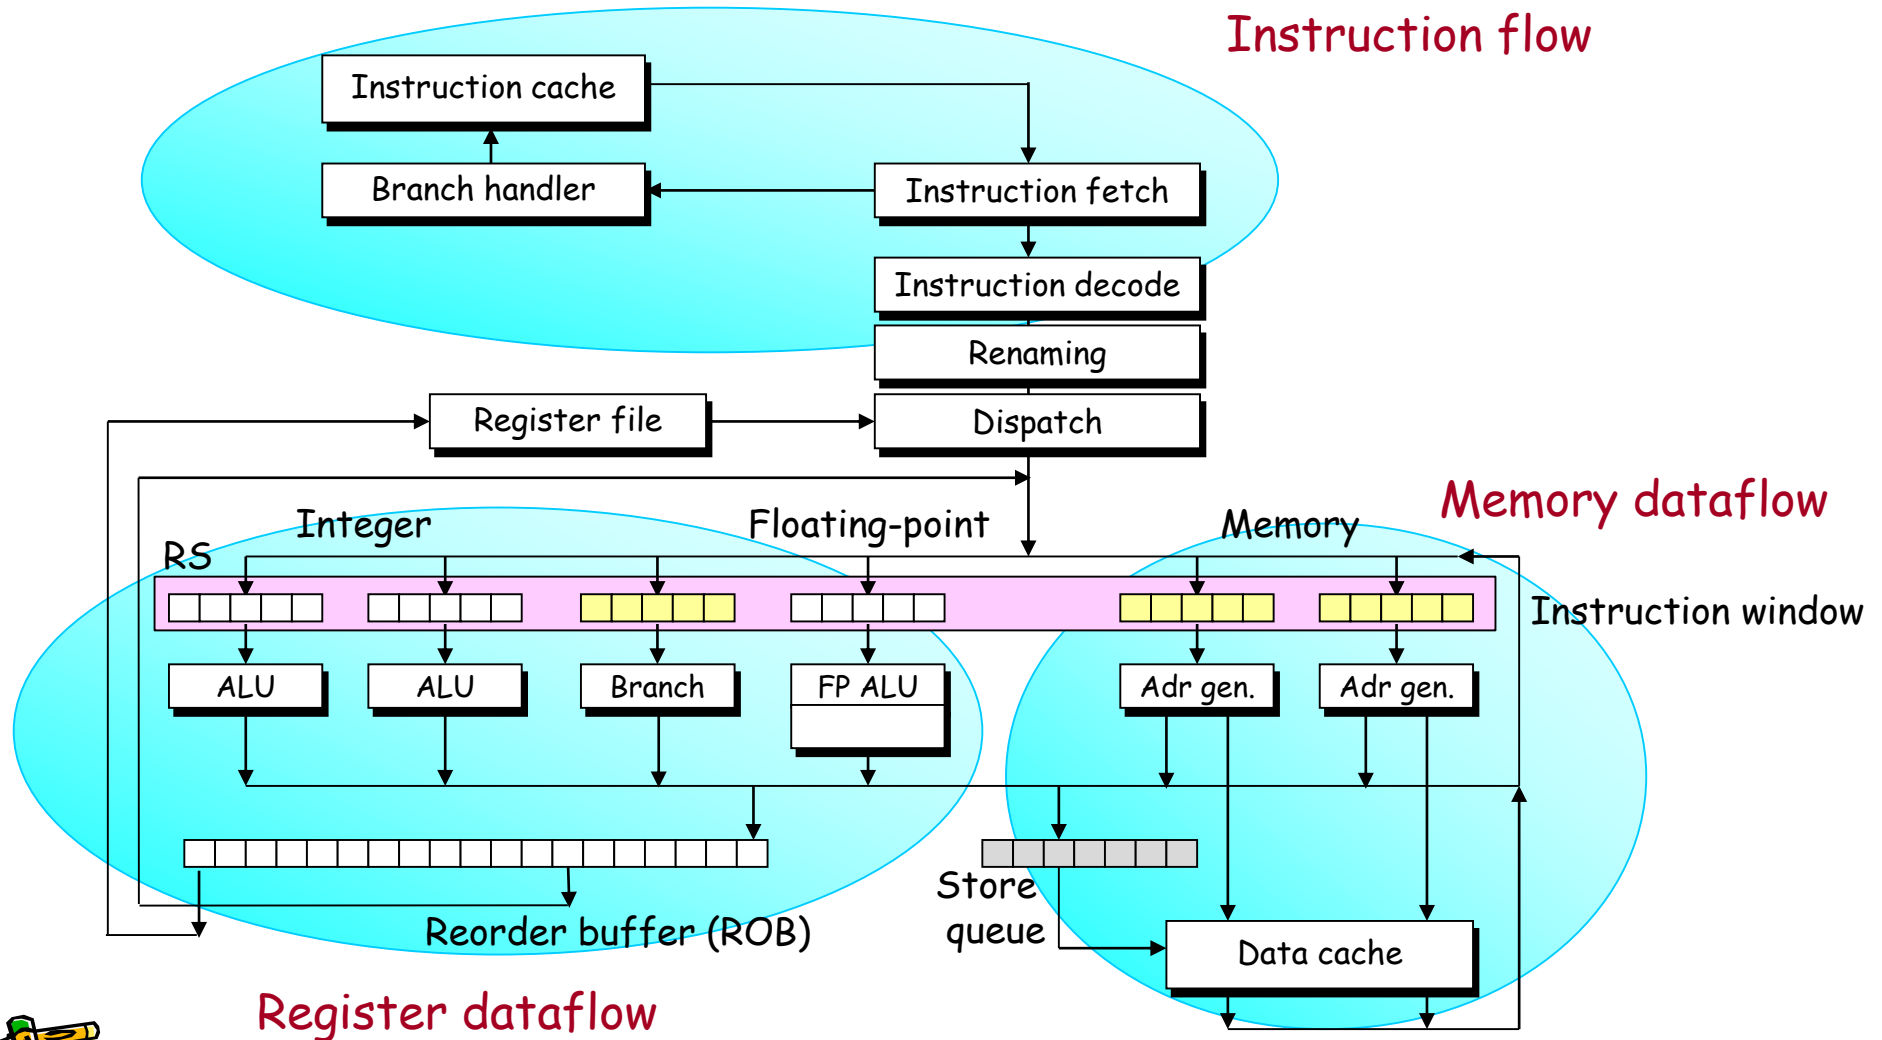 Instruction flow
Instruction cache
Branch handler
Instruction fetch
Instruction decode
Renaming
Register file
Dispatch
Memory dataflow
Integer
Floating-point
Memory
RS
Instruction window
ALU
ALU
Branch
FP ALU
Adr gen.
Adr gen.
Store
queue
Reorder buffer (ROB)
Data cache
Register dataflow